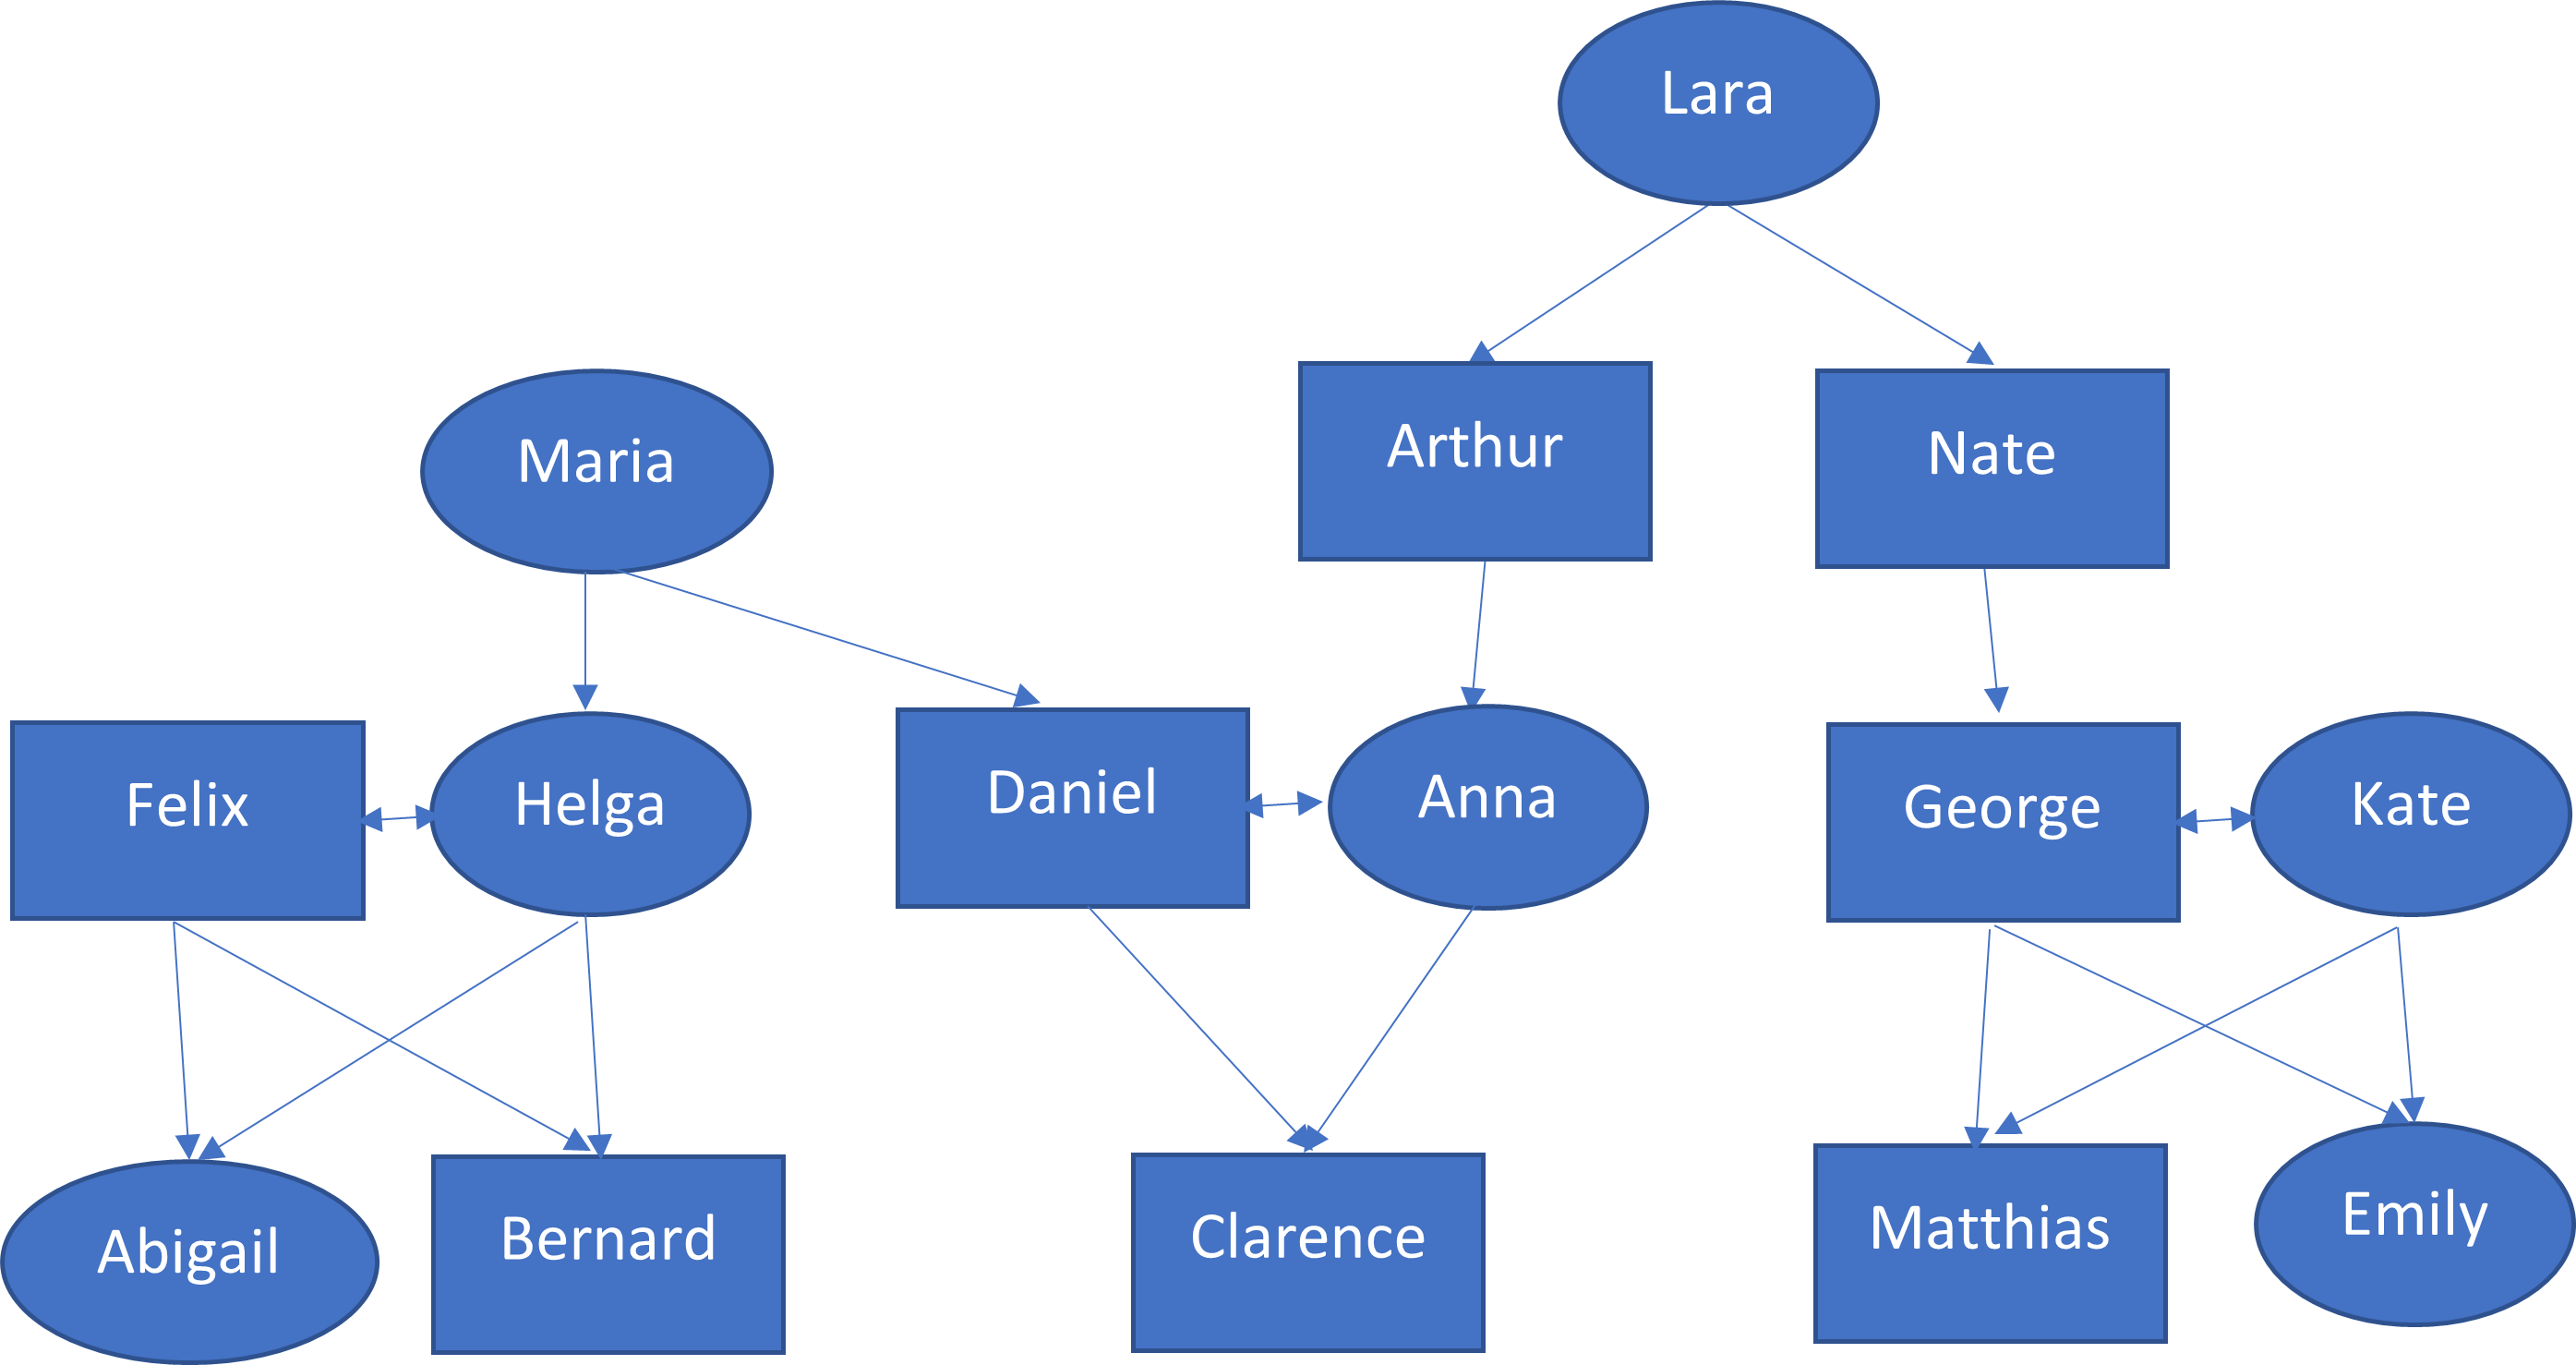 Lara
Arthur
Nate
Maria
Felix
Helga
Daniel
Anna
George
Kate
Abigail
Bernard
Clarence
Matthias
Emily